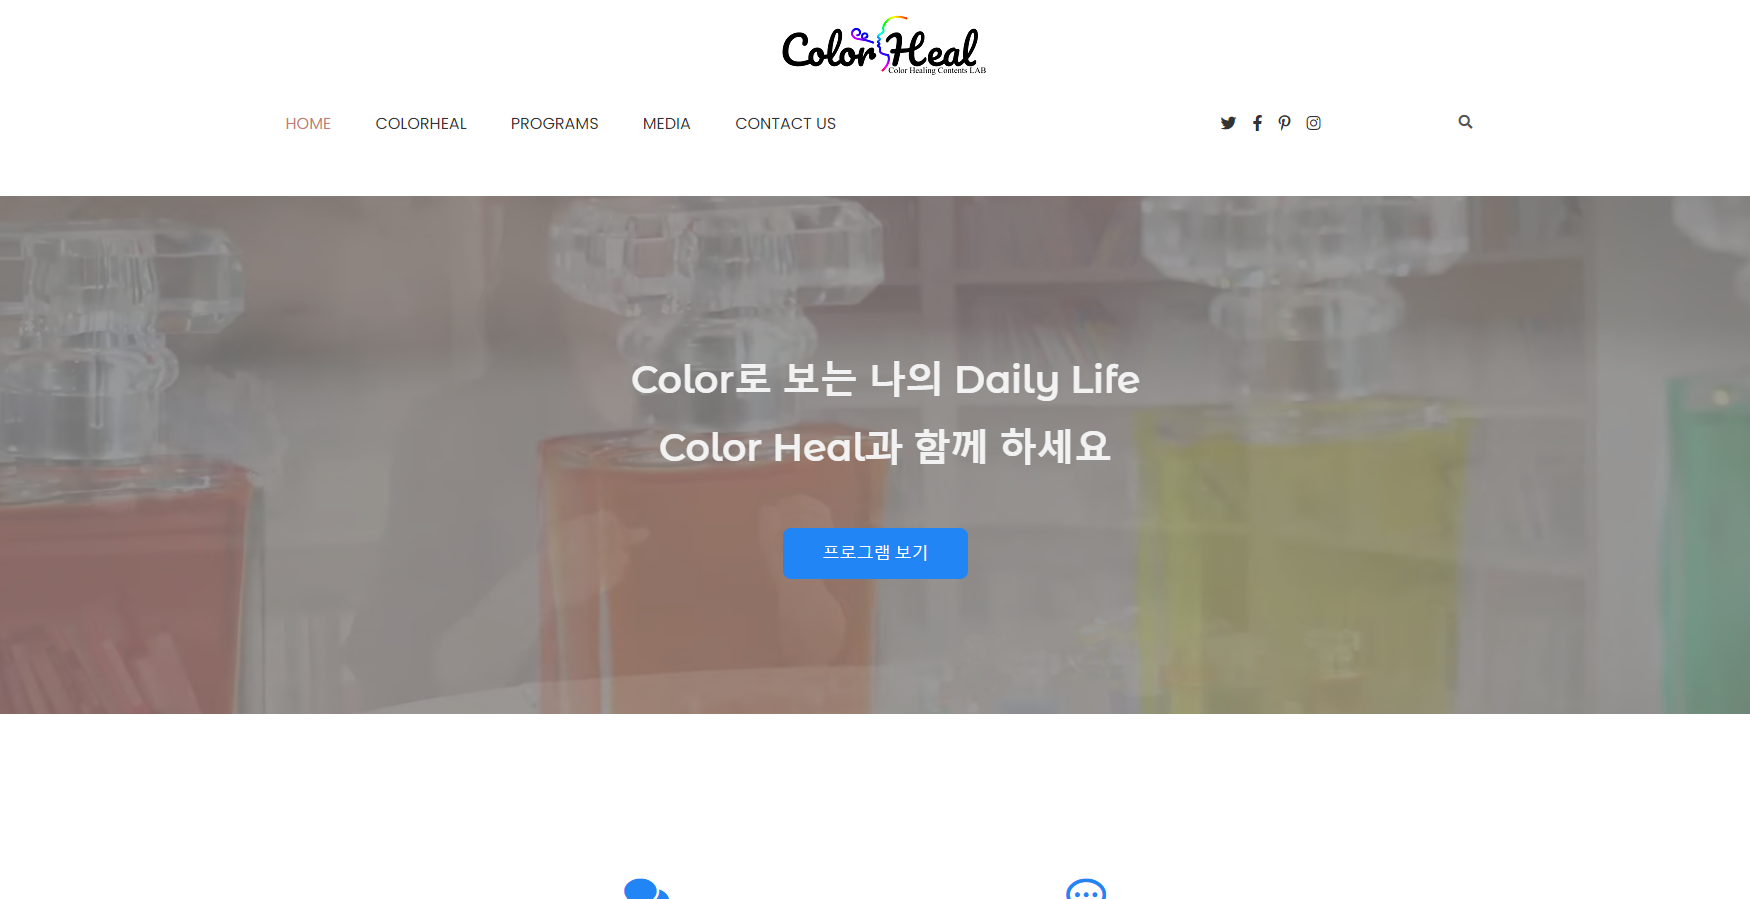 Color Heal
Color Healing Contents LAB
HOME COLORHEAL PROGRAMS MEDIA CONTACT US
Color로 보는 나의 Daily Life
Color Heal과 함께 하세요
프로그램 보기